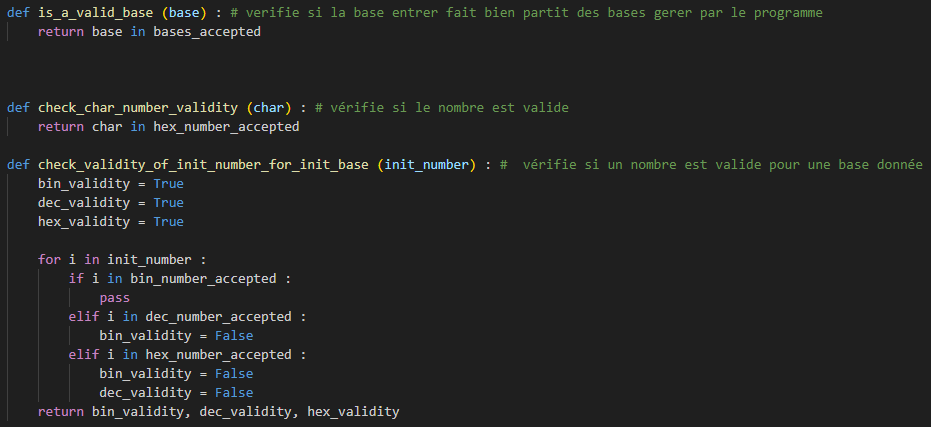 def is_a_valid_base (base) : # verifie si la base entrer fait bien partit des bases gerer par le programme
    return base in bases_accepted
def check_char_number_validity (char) : # vérifie si le nombre est valide
    return char in hex_number_accepted
def check_validity_of_init_number_for_init_base (init_number) : #  vérifie si un nombre est valide pour une base donnée
    bin_validity = True
    dec_validity = True
    hex_validity = True
    for i in init_number :
        if i in bin_number_accepted :
            pass
        elif i in dec_number_accepted :
            bin_validity = False
        elif i in hex_number_accepted :
            bin_validity = False
            dec_validity = False
    return bin_validity, dec_validity, hex_validity